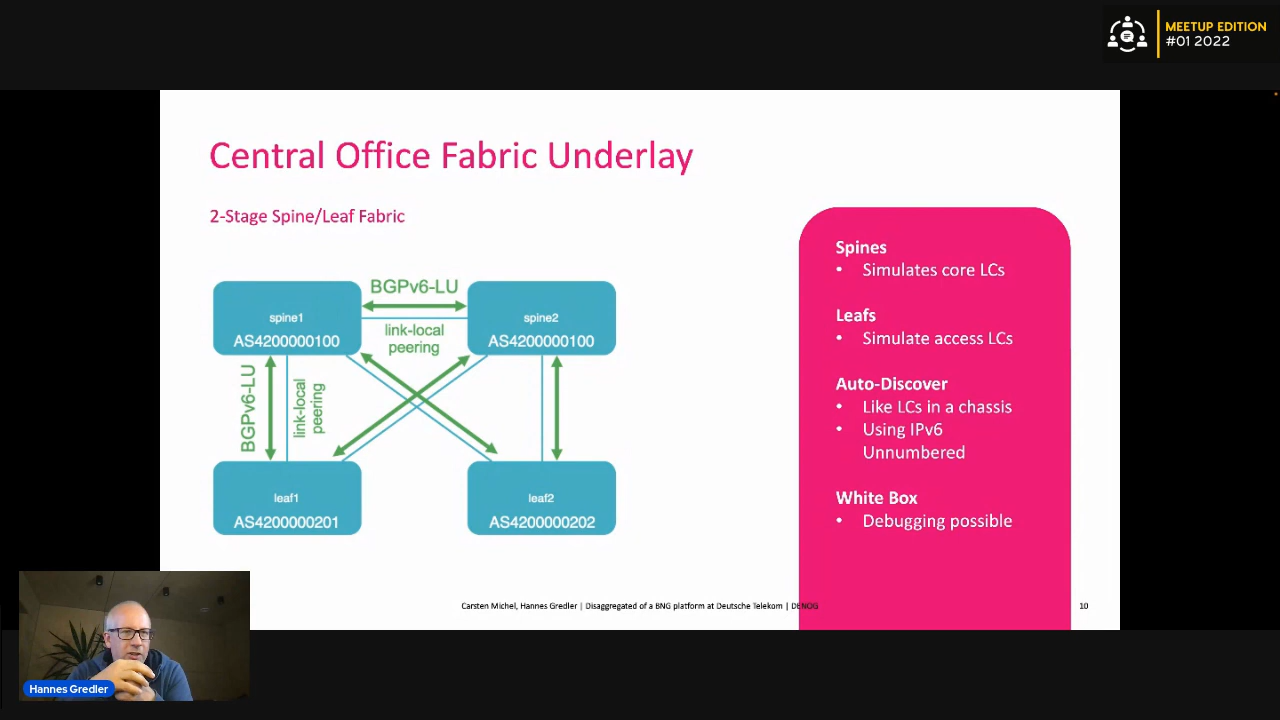 MEETUP EDITION
#01 2022
Central Office Fabric Underlay
2-Stage Spine/Leaf Fabric
BGPv6-LU
spine1
AS4200000100
link-local
peering
spine2
AS4200000100
BGPv6-LU
link-local
peering
leaf1
AS4200000201
leaf2
AS4200000202
Spines
• Simulates core LCs
Leafs
• Simulate access LCs
Auto-Discover
• Like LCs in a chassis
• Using IPv6
Unnumbered
White Box
• Debugging possible
Carsten Michel, Hannes Gredler | Disaggregated of a BNG platform at Deutsche Telekom | DENOG
10
Hannes Gredler